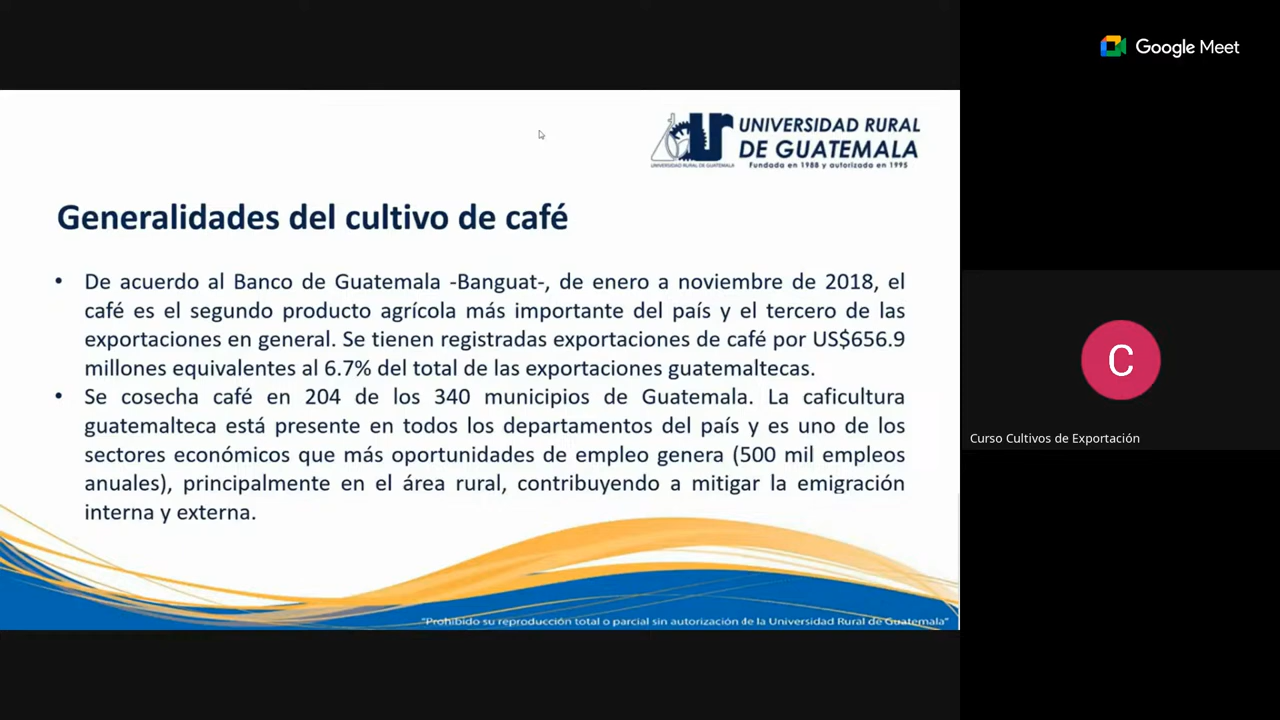 Google Meet
UNIVERSIDAD RURAL
DE GUATEMALA
Fundada en 1988 y autorizada en 1995
UNIVERSIDAD RURAL DE GUATEMALA
Generalidades del cultivo de café
• De acuerdo al Banco de Guatemala -Banguat-, de enero a noviembre de 2018, el
café es el segundo producto agrícola más importante del país y el tercero de las
exportaciones en general. Se tienen registradas exportaciones de café por US$656.9
millones equivalentes al 6.7% del total de las exportaciones guatemaltecas.
• Se cosecha café en 204 de los 340 municipios de Guatemala. La caficultura
guatemalteca está presente en todos los departamentos del país y es uno de los
sectores económicos que más oportunidades de empleo genera (500 mil empleos
anuales), principalmente en el área rural, contribuyendo a mitigar la emigración
interna y externa.
"Prohibido su reproducción total o parcial sin autorización de la Universidad Rural de Guatemala"
C
Curso Cultivos de Exportación